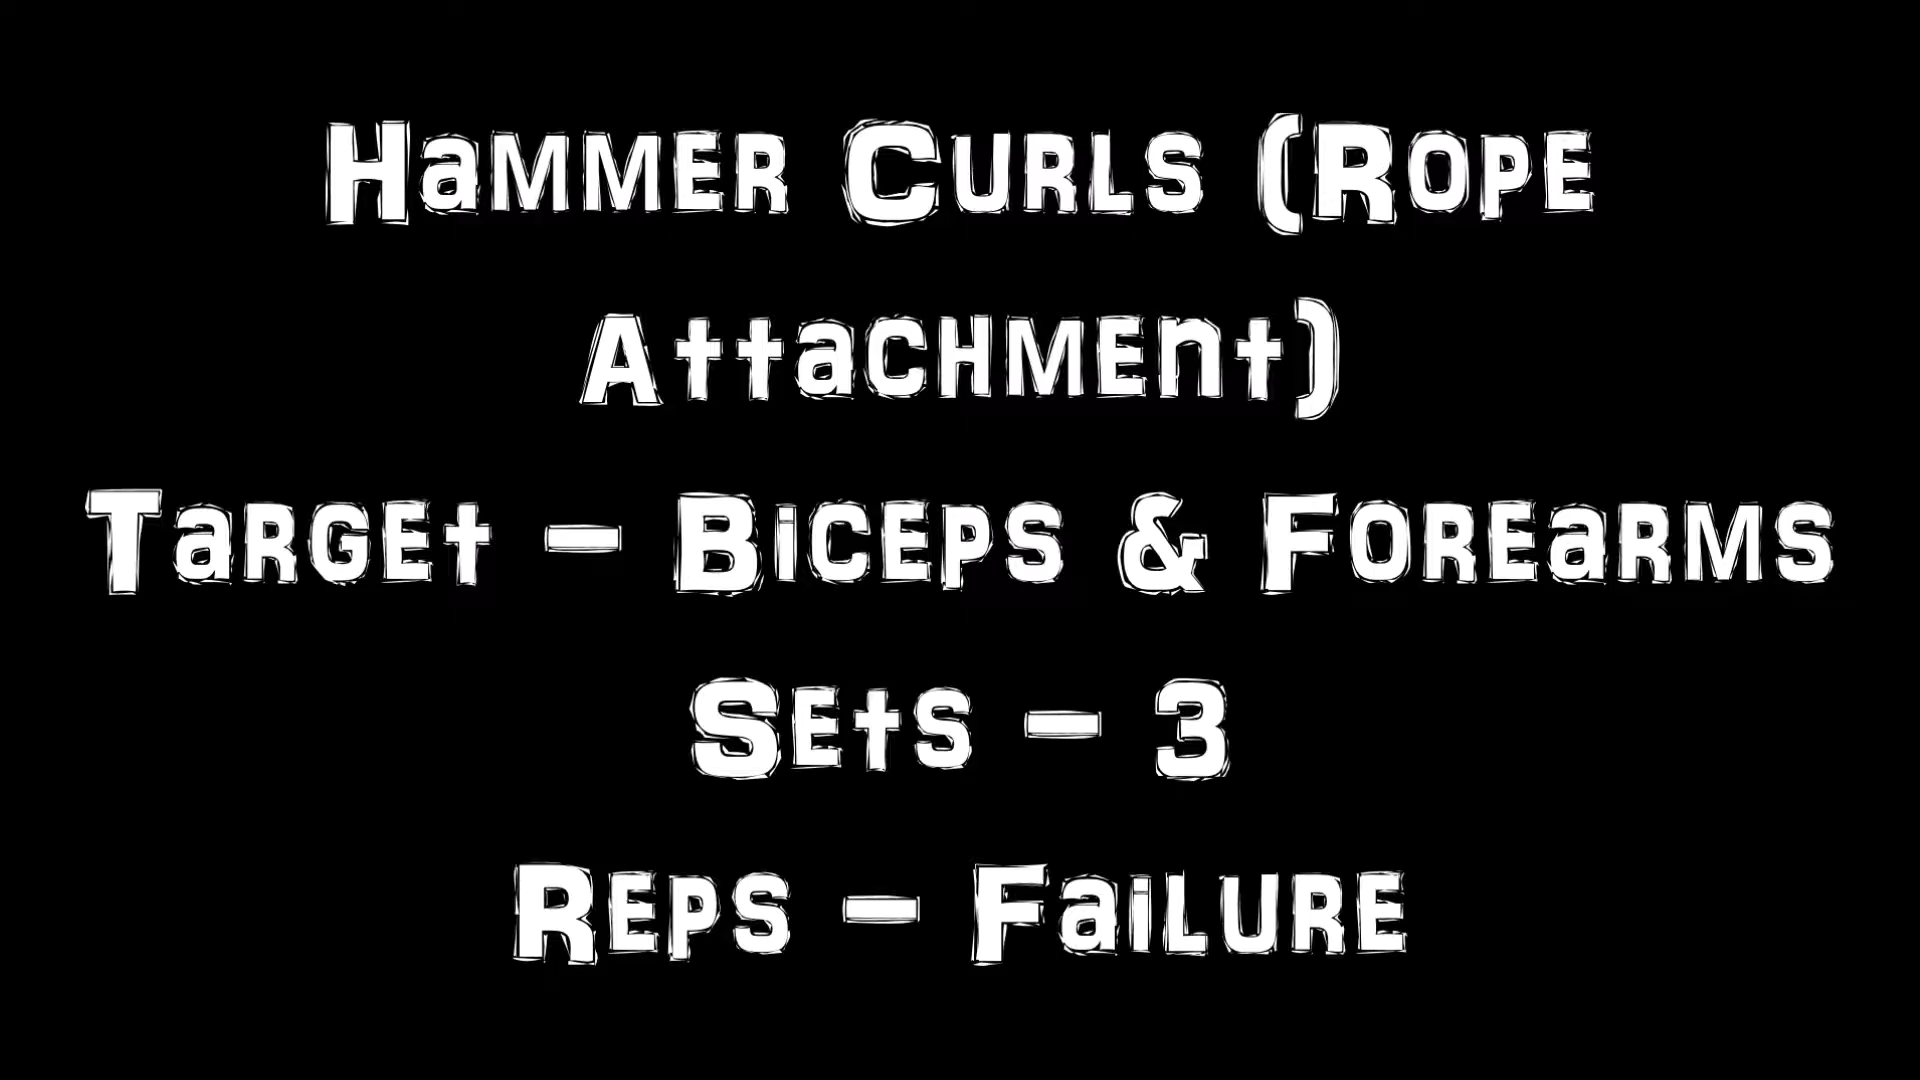 Hammer Curls (Rope
Attachment)
Target - Biceps & Forearms
Sets - 3
Reps - Failure